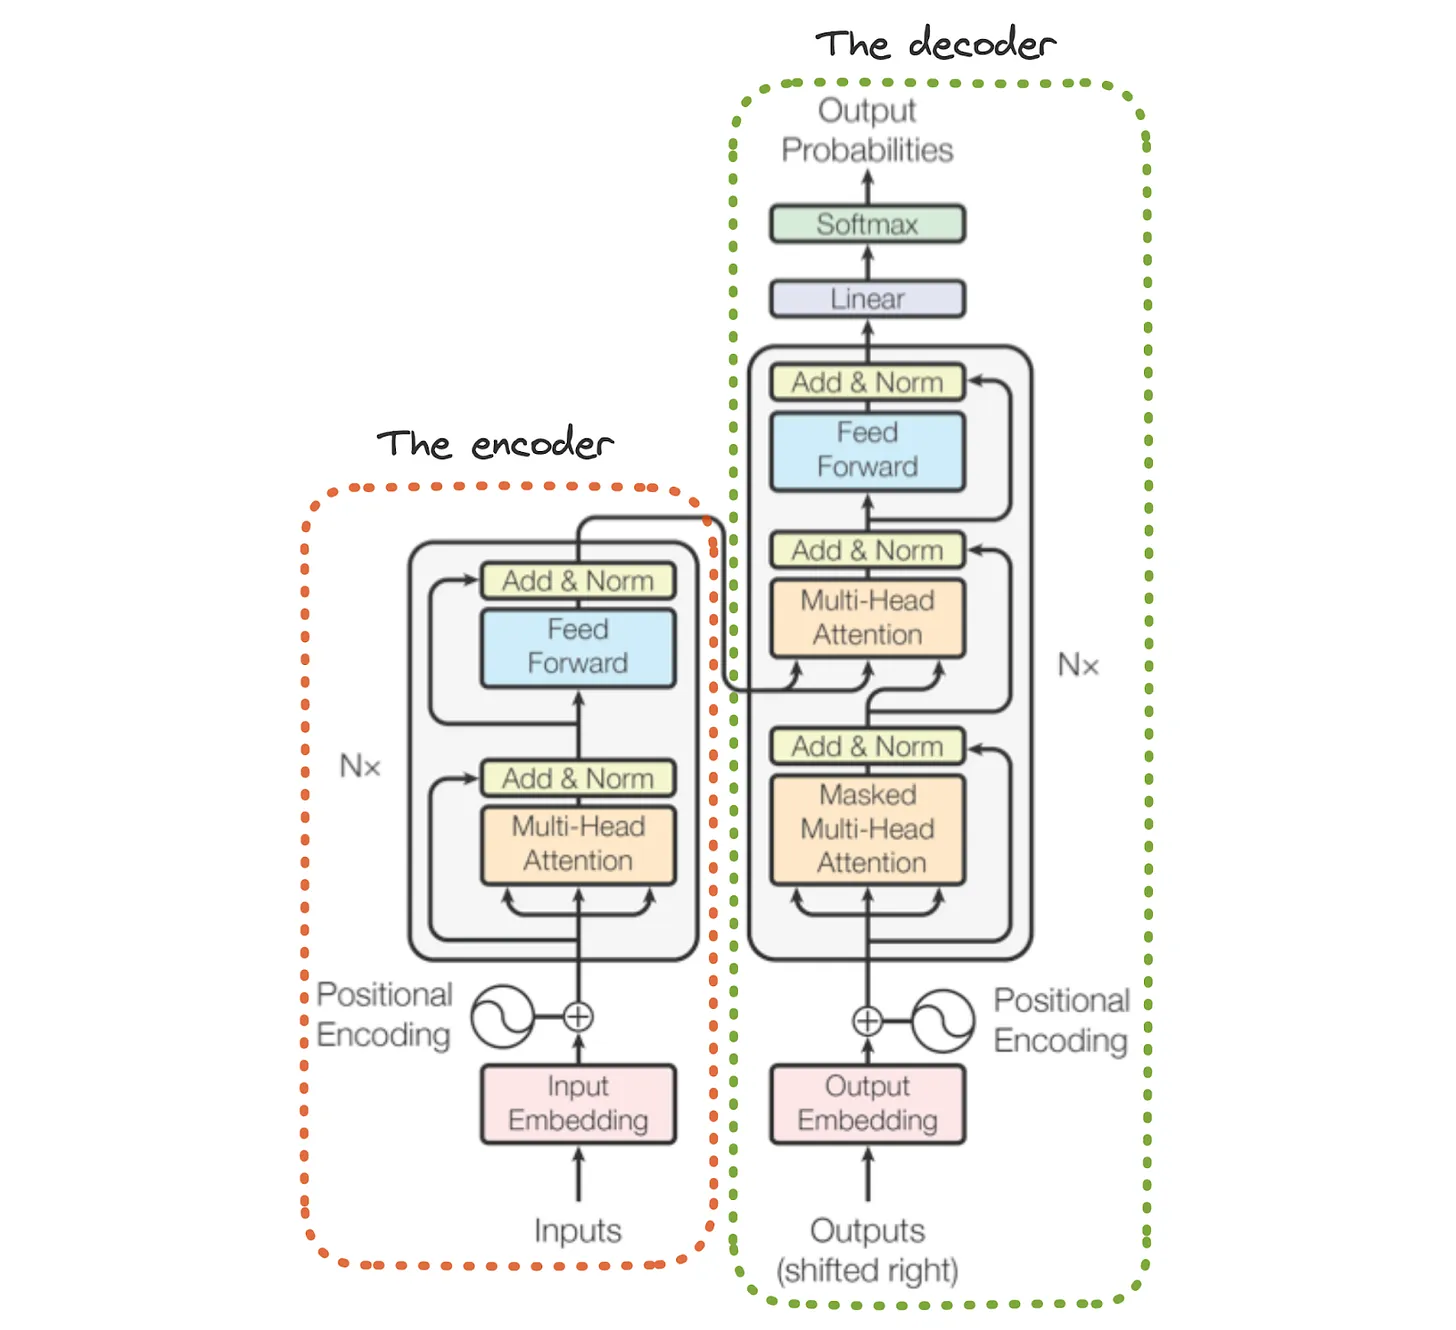 The decoder
Output
Probabilities
Softmax
Linear
Add & Norm
Feed
Forward
Add & Norm
Multi-Head
Attention
Nx
Add & Norm
Masked
Multi-Head
Attention
Positional
Encoding
Output
Embedding
Outputs
(shifted right)
The encoder
Add & Norm
Feed
Forward
Nx
Add & Norm
Multi-Head
Attention
Positional
Encoding
Input
Embedding
Inputs